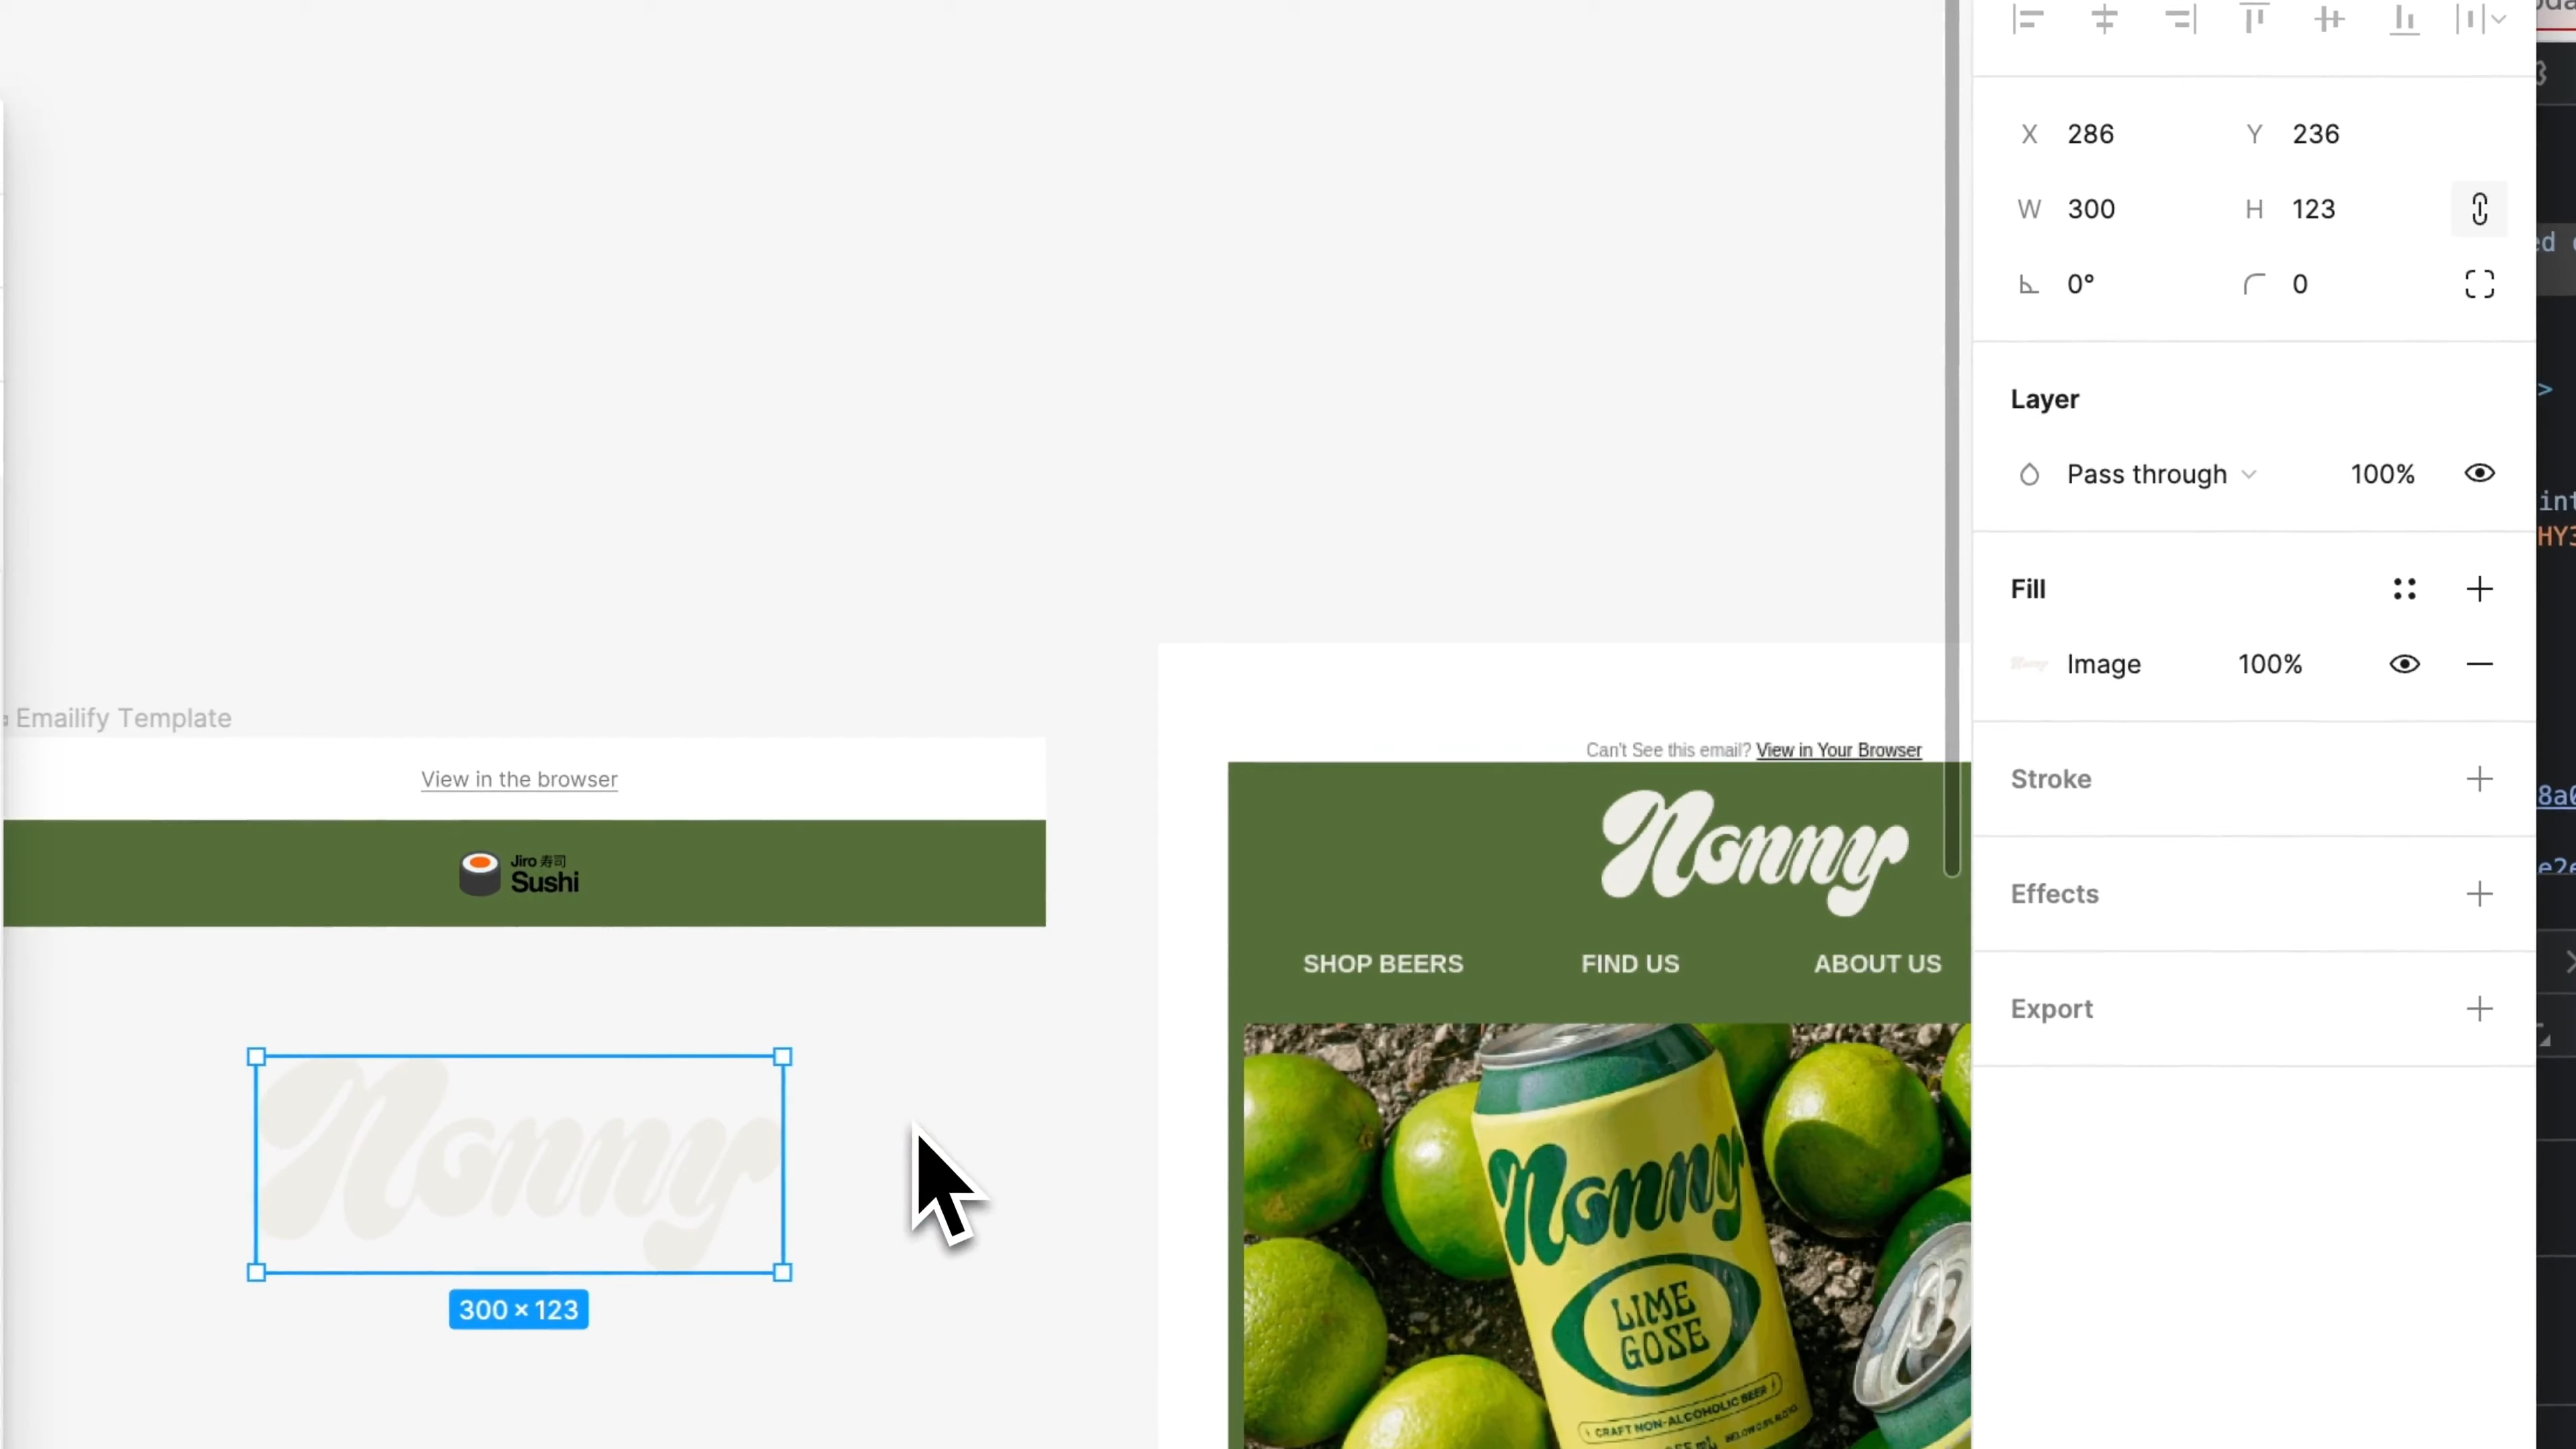 X 286 Y 236
W 300 H 123
0° 0
Layer
Pass through 100%
Fill
Image 100%
Stroke
Effects
Export
Emailify Template
View in the browser
Jiro 寿司
Sushi
Nonny
300 × 123
Can't See this email? View in Your Browser
Nonny
SHOP BEERS FIND US ABOUT US
Nonny
LIME
GOSE
CRAFT NON-ALCOHOLIC BEER